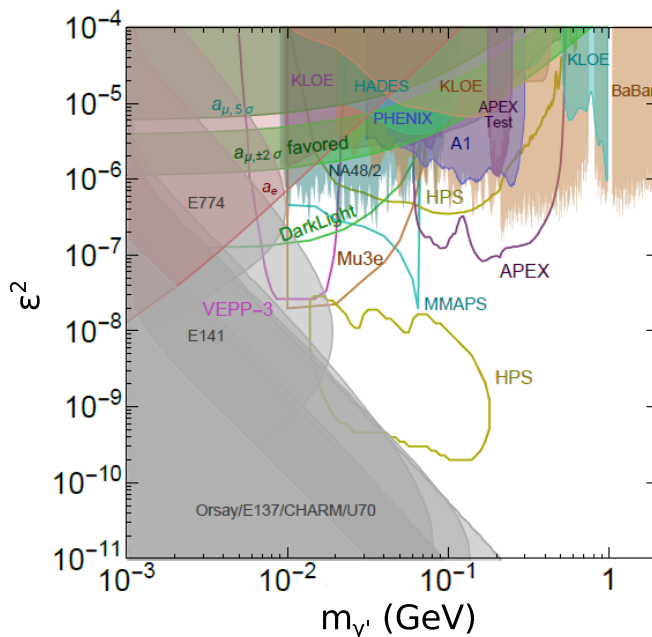 10⁻⁴
KLOE
HADES
KLOE
KLOE
BaBar
APEX
Test
a_μ,5σ
10⁻⁵
PHENIX
A1
a_μ,±2σ favored
10⁻⁶
NA48/2
a_e
HPS
E774
DarkLight
10⁻⁷
Mu3e
APEX
ε²
VEPP-3
MMAPS
10⁻⁸
E141
HPS
10⁻⁹
10⁻¹⁰
Orsay/E137/CHARM/U70
10⁻¹¹
10⁻³
10⁻²
10⁻¹
1
m_γ' (GeV)